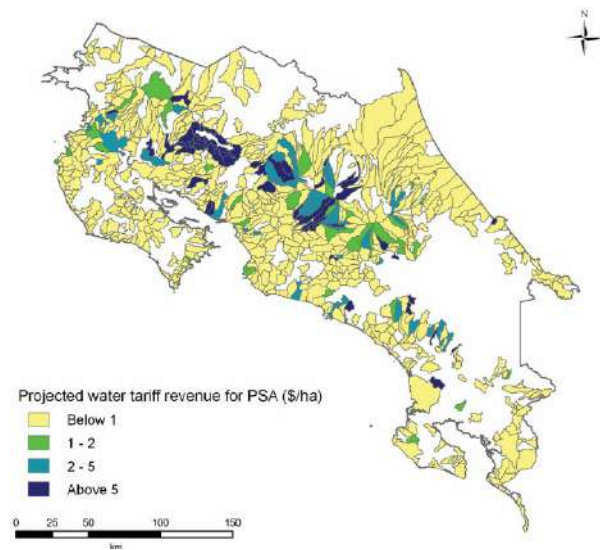 N
Projected water tariff revenue for PSA ($/ha)
Below 1
1 - 2
2 - 5
Above 5
0 25 50 100 150
km